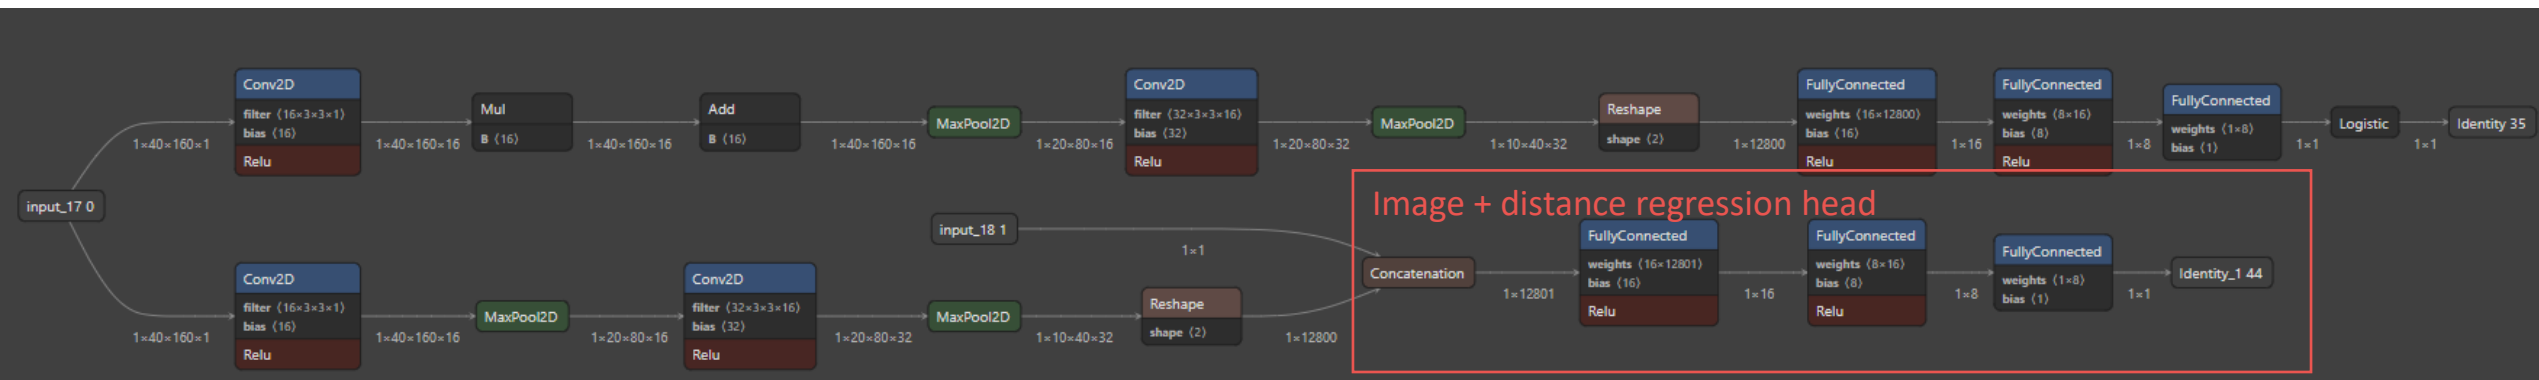 input_17 0
1×40×160×1
Conv2D
filter ⟨16×3×3×1⟩
bias ⟨16⟩
Relu
1×40×160×16
Mul
B ⟨16⟩
1×40×160×16
Add
B ⟨16⟩
1×40×160×16
MaxPool2D
1×20×80×16
Conv2D
filter ⟨32×3×3×16⟩
bias ⟨32⟩
Relu
1×20×80×32
MaxPool2D
1×10×40×32
Reshape
shape ⟨2⟩
1×12800
FullyConnected
weights ⟨16×12800⟩
bias ⟨16⟩
Relu
1×16
FullyConnected
weights ⟨8×16⟩
bias ⟨8⟩
Relu
1×8
FullyConnected
weights ⟨1×8⟩
bias ⟨1⟩
1×1
Logistic
1×1
Identity 35
1×40×160×1
Conv2D
filter ⟨16×3×3×1⟩
bias ⟨16⟩
Relu
1×40×160×16
MaxPool2D
1×20×80×16
Conv2D
filter ⟨32×3×3×16⟩
bias ⟨32⟩
Relu
1×20×80×32
MaxPool2D
1×10×40×32
Reshape
shape ⟨2⟩
1×12800
input_18 1
1×1
Image + distance regression head
Concatenation
1×12801
FullyConnected
weights ⟨16×12801⟩
bias ⟨16⟩
Relu
1×16
FullyConnected
weights ⟨8×16⟩
bias ⟨8⟩
Relu
1×8
FullyConnected
weights ⟨1×8⟩
bias ⟨1⟩
1×1
Identity_1 44